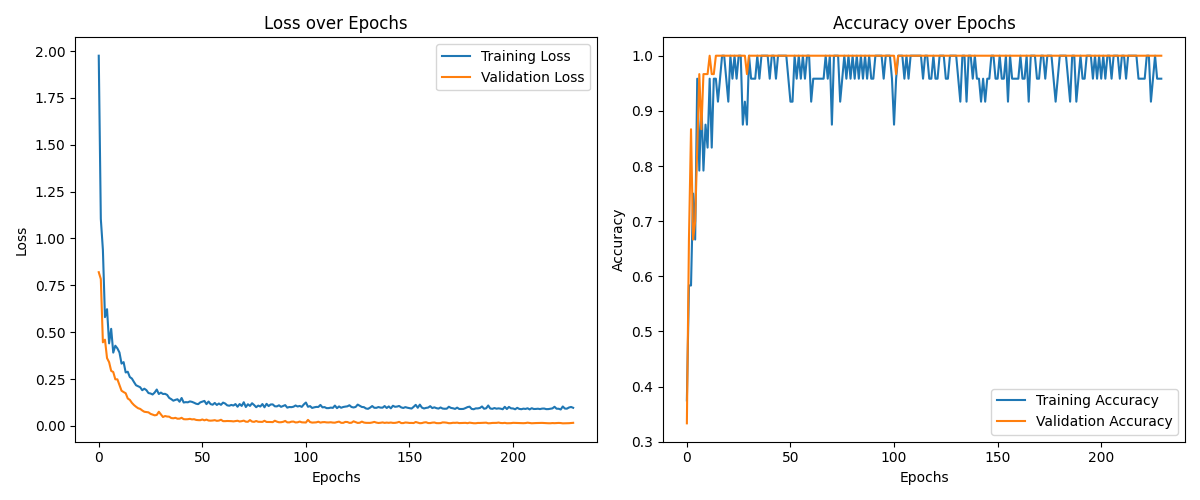 Loss over Epochs
2.00
1.75
1.50
1.25
1.00
0.75
0.50
0.25
0.00
Loss
Training Loss
Validation Loss
0 50 100 150 200
Epochs
Accuracy over Epochs
1.0
0.9
0.8
0.7
0.6
0.5
0.4
0.3
Accuracy
Training Accuracy
Validation Accuracy
0 50 100 150 200
Epochs